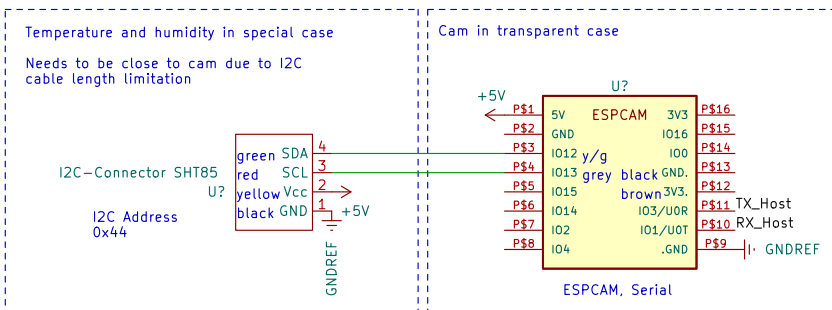 Temperature and humidity in special case
Needs to be close to cam due to I2C
cable length limitation
I2C-Connector SHT85
U?
I2C Address
0x44
green SDA 4
red SCL 3
yellow Vcc 2
black GND 1
+5V
GNDREF
Cam in transparent case
U?
ESPCAM
+5V
P$1 5V
P$2 GND
P$3 IO12 y/g
P$4 IO13 grey
P$5 IO15
P$6 IO14
P$7 IO2
P$8 IO4
3V3 P$16
IO16 P$15
IO0 P$14
black GND. P$13
brown 3V3. P$12
IO3/U0R P$11 TX_Host
IO1/U0T P$10 RX_Host
.GND P$9 GNDREF
ESPCAM, Serial